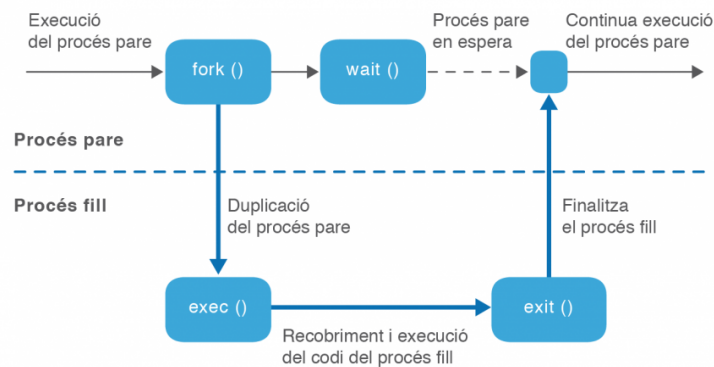 Execució
del procés pare
fork ()
wait ()
Procés pare
en espera
Continua execució
del procés pare
Procés pare
Procés fill
Duplicació
del procés pare
Finalitza
el procés fill
exec ()
exit ()
Recobriment i execució
del codi del procés fill